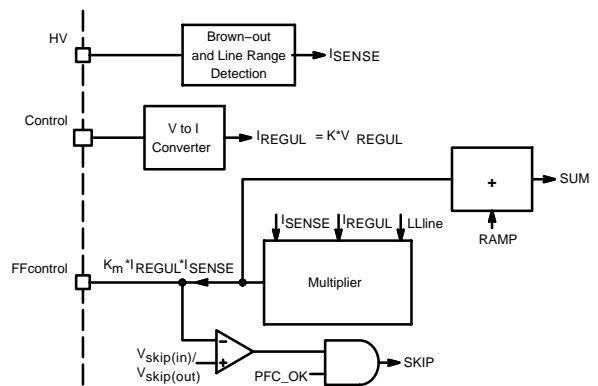 HV
Brown−out
and Line Range
Detection
ISENSE
Control
V to I
Converter
IREGUL = K*V REGUL
+
SUM
RAMP
ISENSE IREGUL LLline
FFcontrol
Km*IREGUL*ISENSE
Multiplier
−
+
Vskip(in)/
Vskip(out)
PFC_OK
SKIP